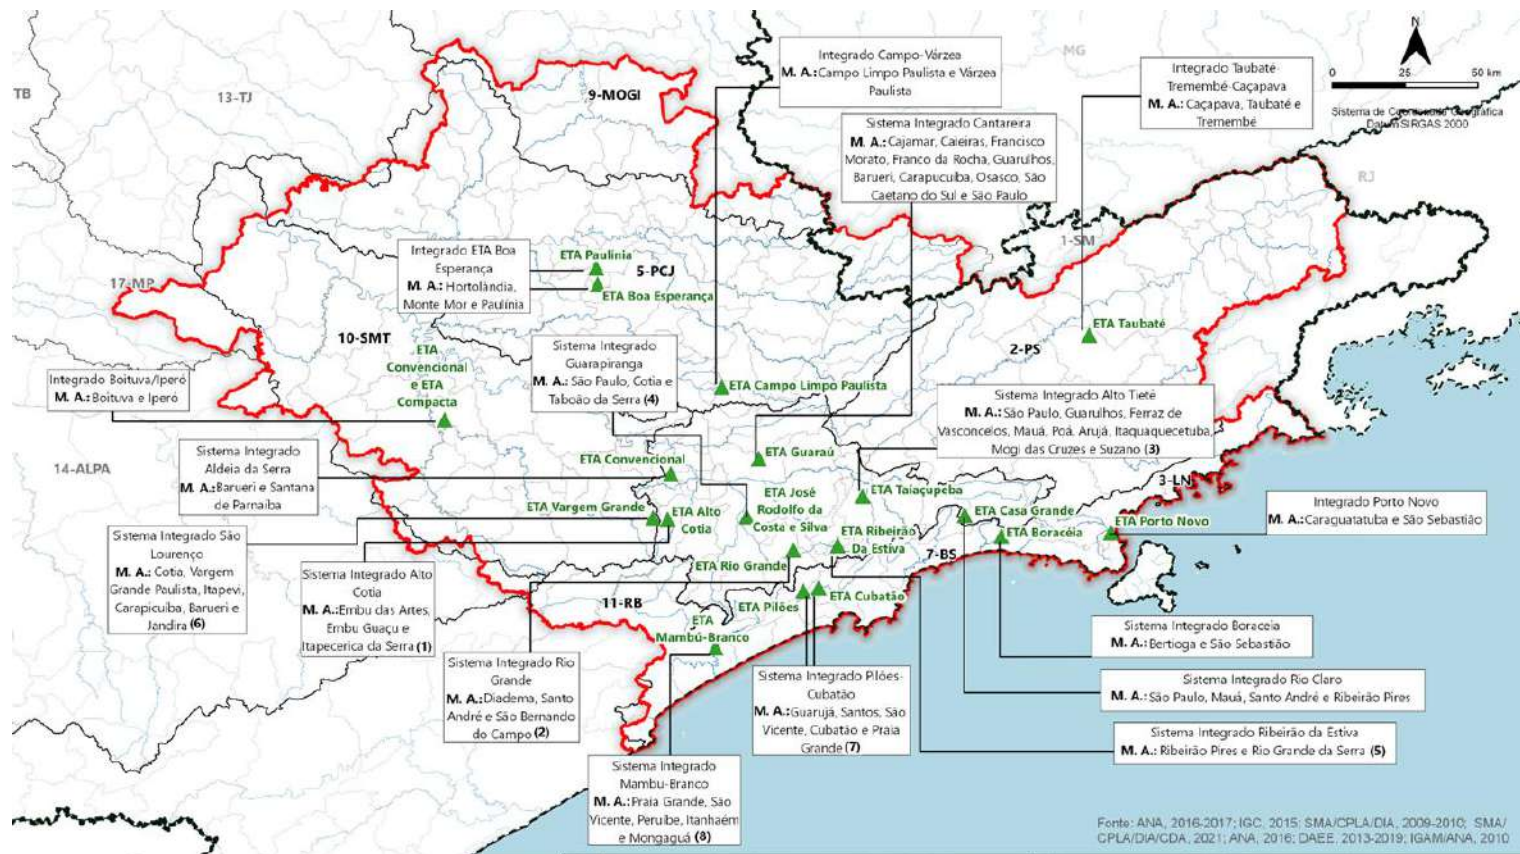 N
0 25 50 km
Sistema de Coordenada Geográfica
Datum SIRGAS 2000
MG
RJ
TB
13-TJ
9-MOGI
17-MP
5-PCJ
10-SMT
1-SM
2-PS
14-ALPA
3-LN
7-BS
11-RB
Integrado Campo-Várzea
M. A.:Campo Limpo Paulista e Várzea
Paulista
Integrado Taubaté-
Tremembé-Caçapava
M. A.: Caçapava, Taubaté e
Tremembé
Sistema Integrado Cantareira
M. A.:Cajamar, Caieiras, Francisco
Morato, Franco da Rocha, Guarulhos,
Barueri, Carapucuiba, Osasco, São
Caetano do Sul e São Paulo
Integrado ETA Boa
Esperança
M. A.: Hortolândia,
Monte Mor e Paulínia
ETA Paulínia
ETA Boa Esperança
ETA Taubaté
Sistema Integrado
Guarapiranga
M. A.: São Paulo, Cotia e
Taboão da Serra (4)
ETA
Convencional
e ETA
Compacta
Integrado Boituva/Iperó
M. A.:Boituva e Iperó
ETA Campo Limpo Paulista
Sistema Integrado Alto Tietê
M. A.:São Paulo, Guarulhos, Ferraz de
Vasconcelos, Mauá, Poá, Arujá, Itaquaquecetuba,
Mogi das Cruzes e Suzano (3)
Sistema Integrado
Aldeia da Serra
M. A.:Barueri e Santana
de Parnaíba
ETA Convencional
ETA Guaraú
ETA Taiaçupeba
ETA José
Rodolfo da
Costa e Silva
ETA Vargem Grande
ETA Alto
Cotia
ETA Casa Grande
ETA Boracéia
ETA Porto Novo
Integrado Porto Novo
M. A.:Caraguatatuba e São Sebastião
Sistema Integrado São
Lourenço
M. A.: Cotia, Vargem
Grande Paulista, Itapevi,
Carapicuíba, Barueri e
Jandira (6)
ETA Ribeirão
Da Estiva
ETA Rio Grande
Sistema Integrado Alto
Cotia
M. A.:Embu das Artes,
Embu Guaçu e
Itapecerica da Serra (1)
ETA Pilões
ETA Cubatão
ETA
Mambú-Branco
Sistema Integrado Boraceia
M. A.: Bertioga e São Sebastião
Sistema Integrado Rio
Grande
M. A.:Diadema, Santo
André e São Bernando
do Campo (2)
Sistema Integrado Pilões-
Cubatão
M. A.:Guarujá, Santos, São
Vicente, Cubatão e Praia
Grande (7)
Sistema Integrado Rio Claro
M. A.: São Paulo, Mauá, Santo André e Ribeirão Pires
Sistema Integrado Ribeirão da Estiva
M. A.: Ribeirão Pires e Rio Grande da Serra (5)
Sistema Integrado
Mambu-Branco
M. A.:Praia Grande, São
Vicente, Peruíbe, Itanhaém
e Mongaguá (8)
Fonte: ANA, 2016-2017; IGC, 2015; SMA/CPLA/DIA, 2009-2010; SMA/
CPLA/DIA/CDA, 2021; ANA, 2016; DAEE, 2013-2019; IGAM/ANA, 2010